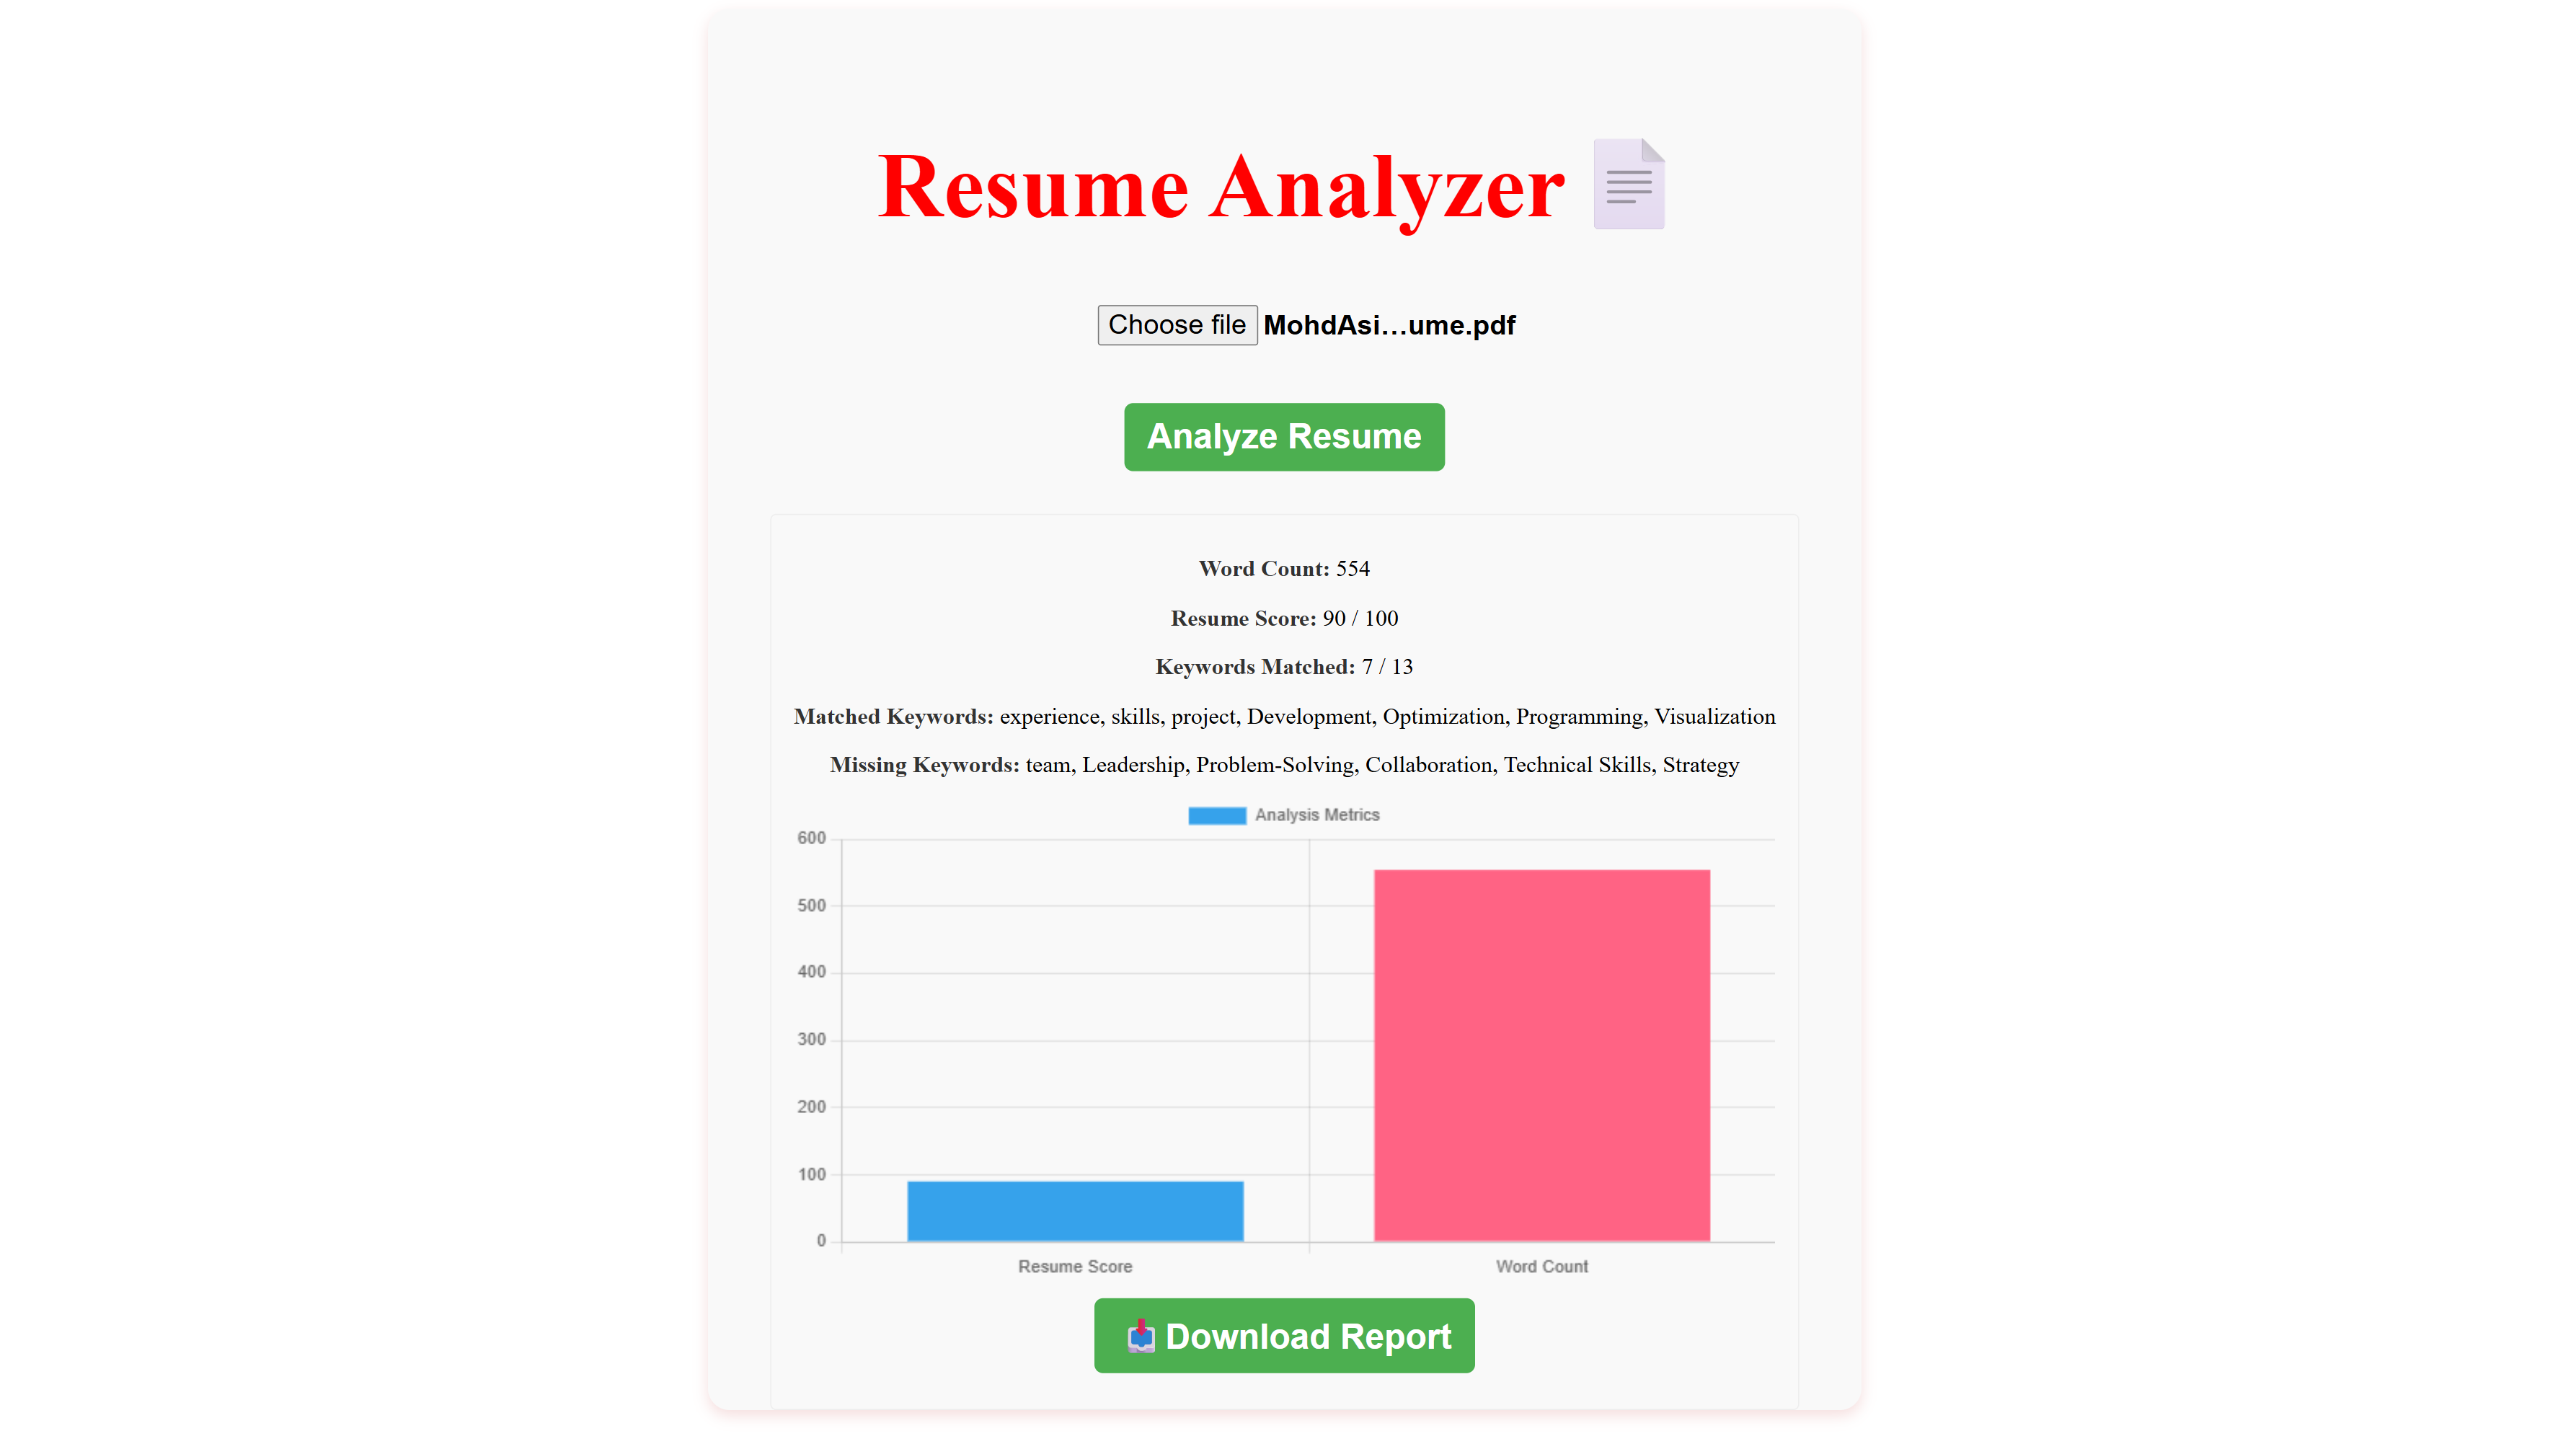 Resume Analyzer
Choose file MohdAsi...ume.pdf
Analyze Resume
Word Count: 554
Resume Score: 90 / 100
Keywords Matched: 7 / 13
Matched Keywords: experience, skills, project, Development, Optimization, Programming, Visualization
Missing Keywords: team, Leadership, Problem-Solving, Collaboration, Technical Skills, Strategy
Analysis Metrics
600
500
400
300
200
100
0
Resume Score Word Count
Download Report